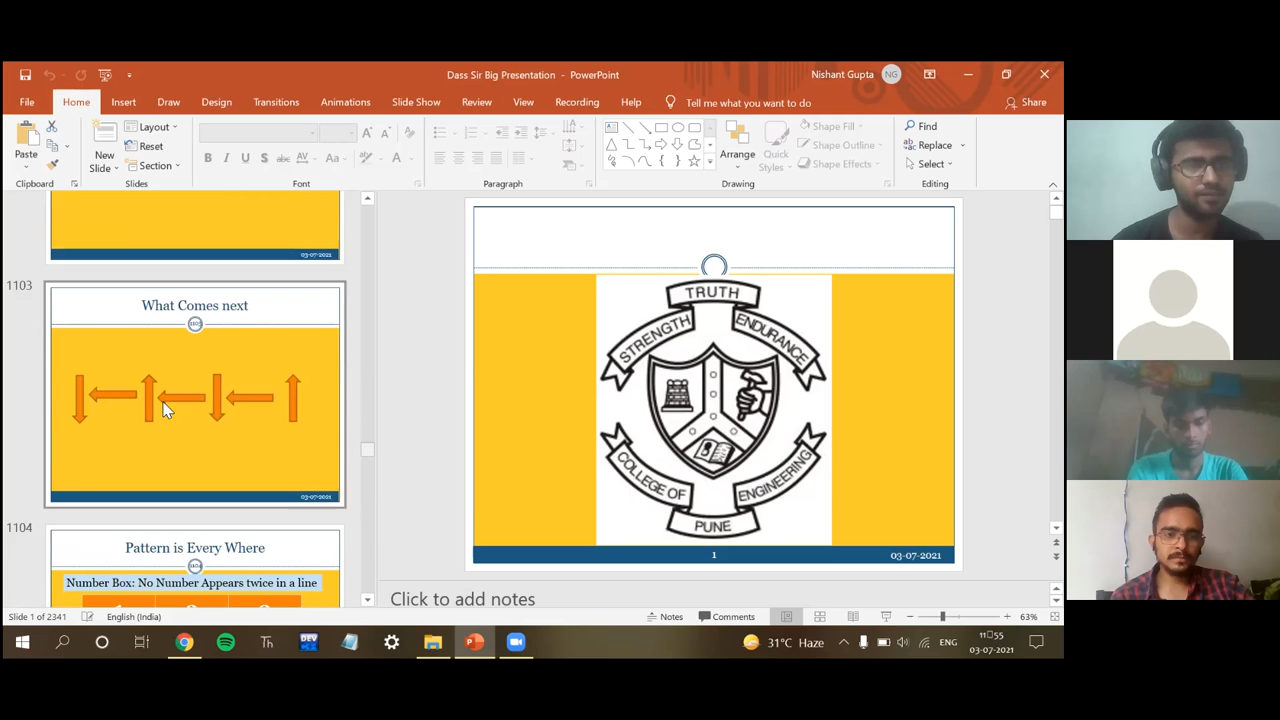 Dass Sir Big Presentation - PowerPoint
Nishant Gupta
NG
File Home Insert Draw Design Transitions Animations Slide Show Review View Recording Help Tell me what you want to do
Share
Paste
New
Slide
Layout
Reset
Section
B I U S abc AV Aa A
Arrange
Quick
Styles
Shape Fill
Shape Outline
Shape Effects
Find
Replace
Select
Clipboard
Slides
Font
Paragraph
Drawing
Editing
03-07-2021
1103
What Comes next
03-07-2021
1104
Pattern is Every Where
Number Box: No Number Appears twice in a line
TRUTH
STRENGTH
ENDURANCE
COLLEGE OF
ENGINEERING
PUNE
1
03-07-2021
Click to add notes
Slide 1 of 2341
English (India)
Notes
Comments
63%
Th
DEV
31°C Haze
ENG
11:55
03-07-2021